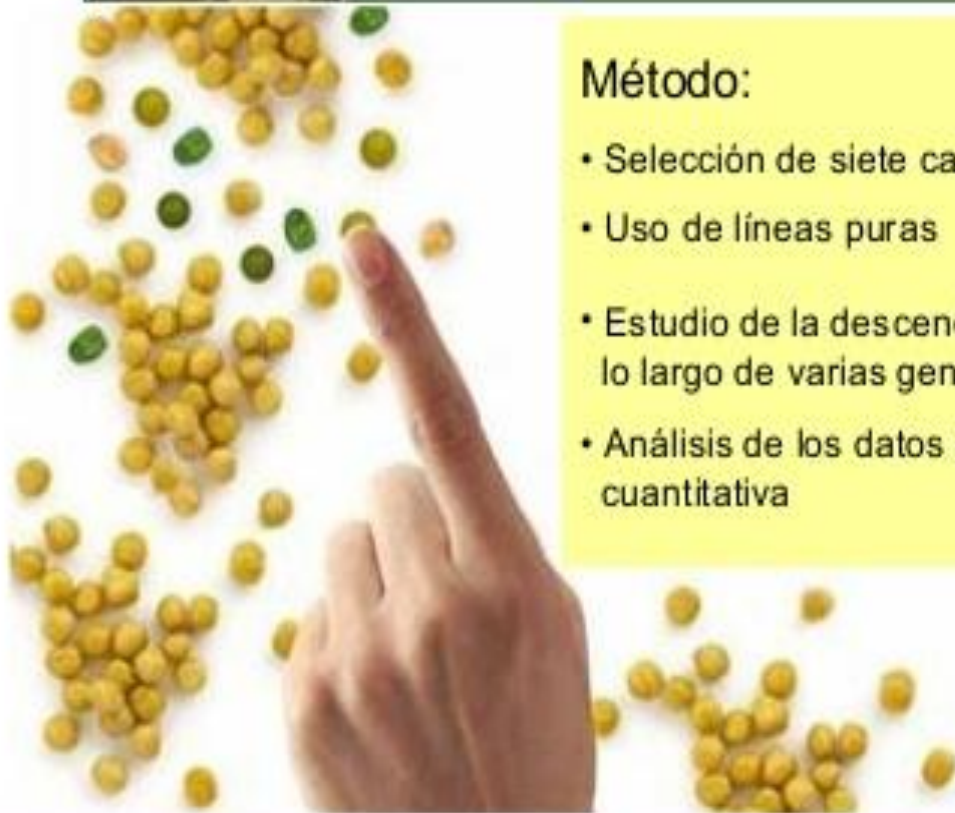 Método:
• Selección de siete ca
• Uso de líneas puras
• Estudio de la descen
lo largo de varias gen
• Análisis de los datos
cuantitativa